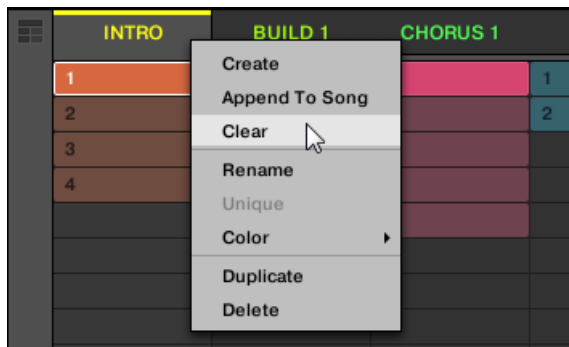 INTRO BUILD 1 CHORUS 1
Create
1 1
Append To Song
2 2
Clear
3
Rename
4
Unique
Color
Duplicate
Delete